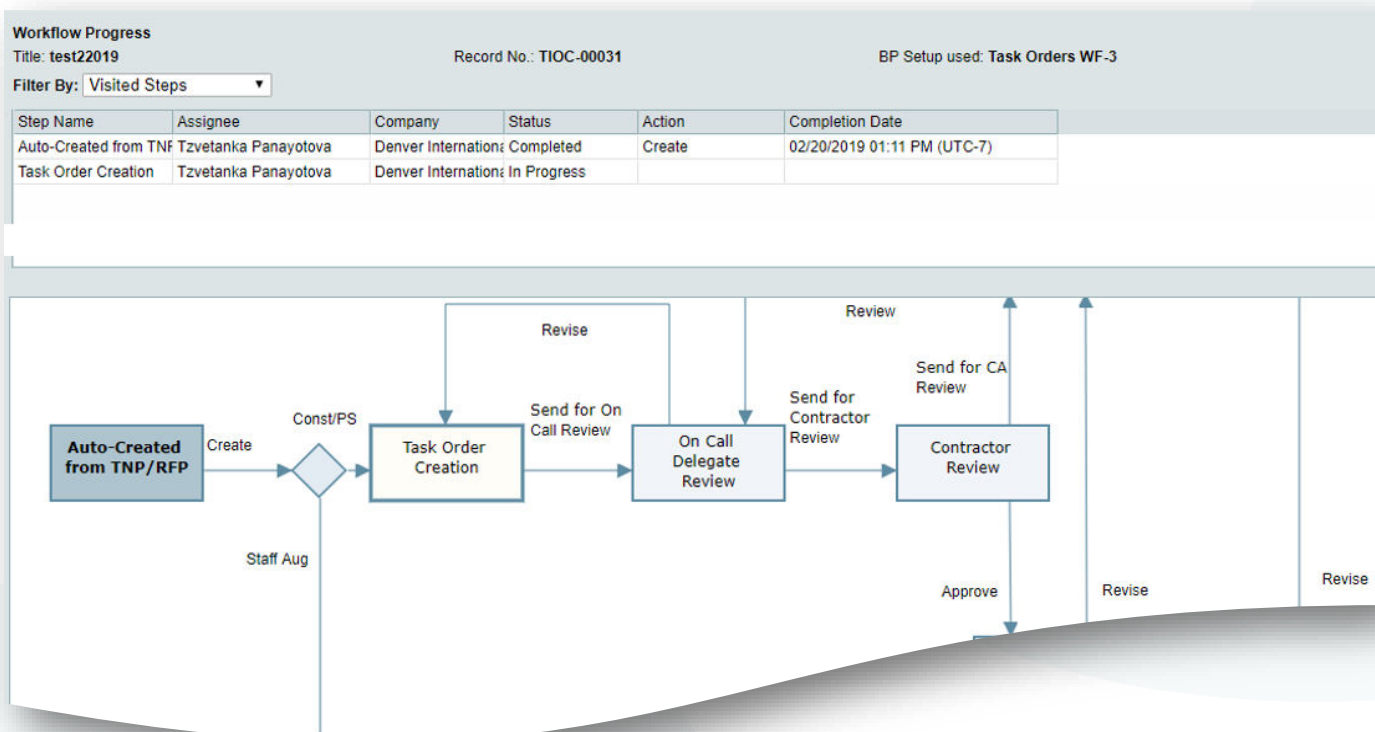 Workflow Progress
Title: test22019 Record No.: TIOC-00031 BP Setup used: Task Orders WF-3
Filter By: Visited Steps
Step Name Assignee Company Status Action Completion Date
Auto-Created from TNF Tzvetanka Panayotova Denver Internationa Completed Create 02/20/2019 01:11 PM (UTC-7)
Task Order Creation Tzvetanka Panayotova Denver Internationa In Progress
Review
Revise
Send for CA
Review
Send for
Contractor
Review
Send for On
Call Review
Const/PS
Create
Auto-Created
from TNP/RFP
Task Order
Creation
On Call
Delegate
Review
Contractor
Review
Staff Aug
Approve
Revise
Revise